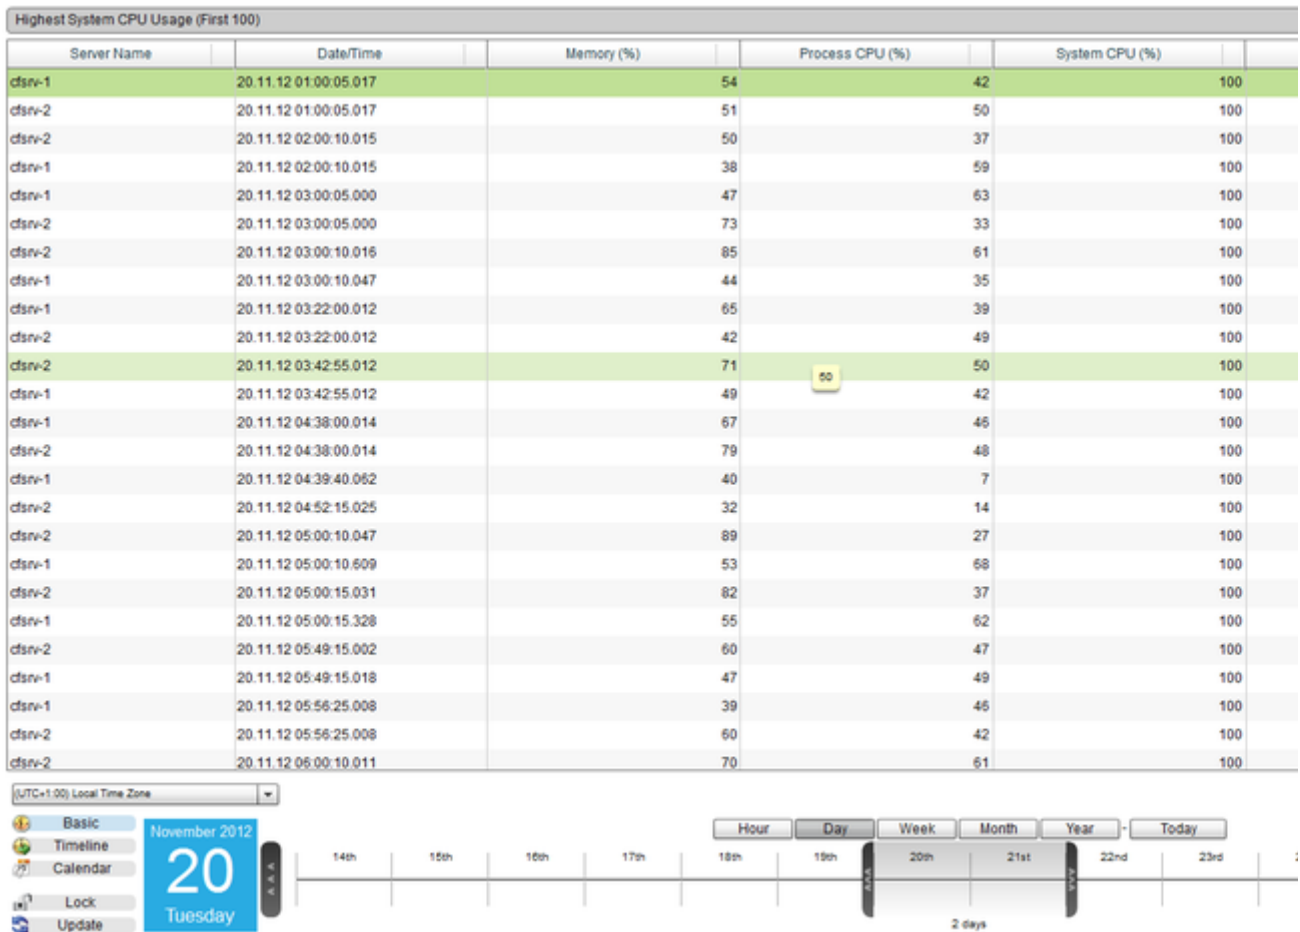 Highest System CPU Usage (First 100)
Server Name Date/Time Memory (%) Process CPU (%) System CPU (%)
cfsrv-1 20.11.12 01:00:05.017 54 42 100
cfsrv-2 20.11.12 01:00:05.017 51 50 100
cfsrv-2 20.11.12 02:00:10.015 50 37 100
cfsrv-1 20.11.12 02:00:10.015 38 59 100
cfsrv-1 20.11.12 03:00:05.000 47 63 100
cfsrv-2 20.11.12 03:00:05.000 73 33 100
cfsrv-2 20.11.12 03:00:10.016 85 61 100
cfsrv-1 20.11.12 03:00:10.047 44 35 100
cfsrv-1 20.11.12 03:22:00.012 65 39 100
cfsrv-2 20.11.12 03:22:00.012 42 49 100
cfsrv-2 20.11.12 03:42:55.012 71 50 100
cfsrv-1 20.11.12 03:42:55.012 49 42 100
cfsrv-1 20.11.12 04:38:00.014 67 46 100
cfsrv-2 20.11.12 04:38:00.014 79 48 100
cfsrv-1 20.11.12 04:39:40.062 40 7 100
cfsrv-2 20.11.12 04:52:15.025 32 14 100
cfsrv-2 20.11.12 05:00:10.047 89 27 100
cfsrv-1 20.11.12 05:00:10.609 53 68 100
cfsrv-2 20.11.12 05:00:15.031 82 37 100
cfsrv-1 20.11.12 05:00:15.328 55 62 100
cfsrv-2 20.11.12 05:49:15.002 60 47 100
cfsrv-1 20.11.12 05:49:15.018 47 49 100
cfsrv-1 20.11.12 05:56:25.008 39 46 100
cfsrv-2 20.11.12 05:56:25.008 60 42 100
cfsrv-2 20.11.12 06:00:10.011 70 61 100
(UTC+1:00) Local Time Zone
Basic
Timeline
Calendar
Lock
Update
November 2012
20
Tuesday
Hour Day Week Month Year - Today
14th 15th 16th 17th 18th 19th 20th 21st 22nd 23rd
2 days